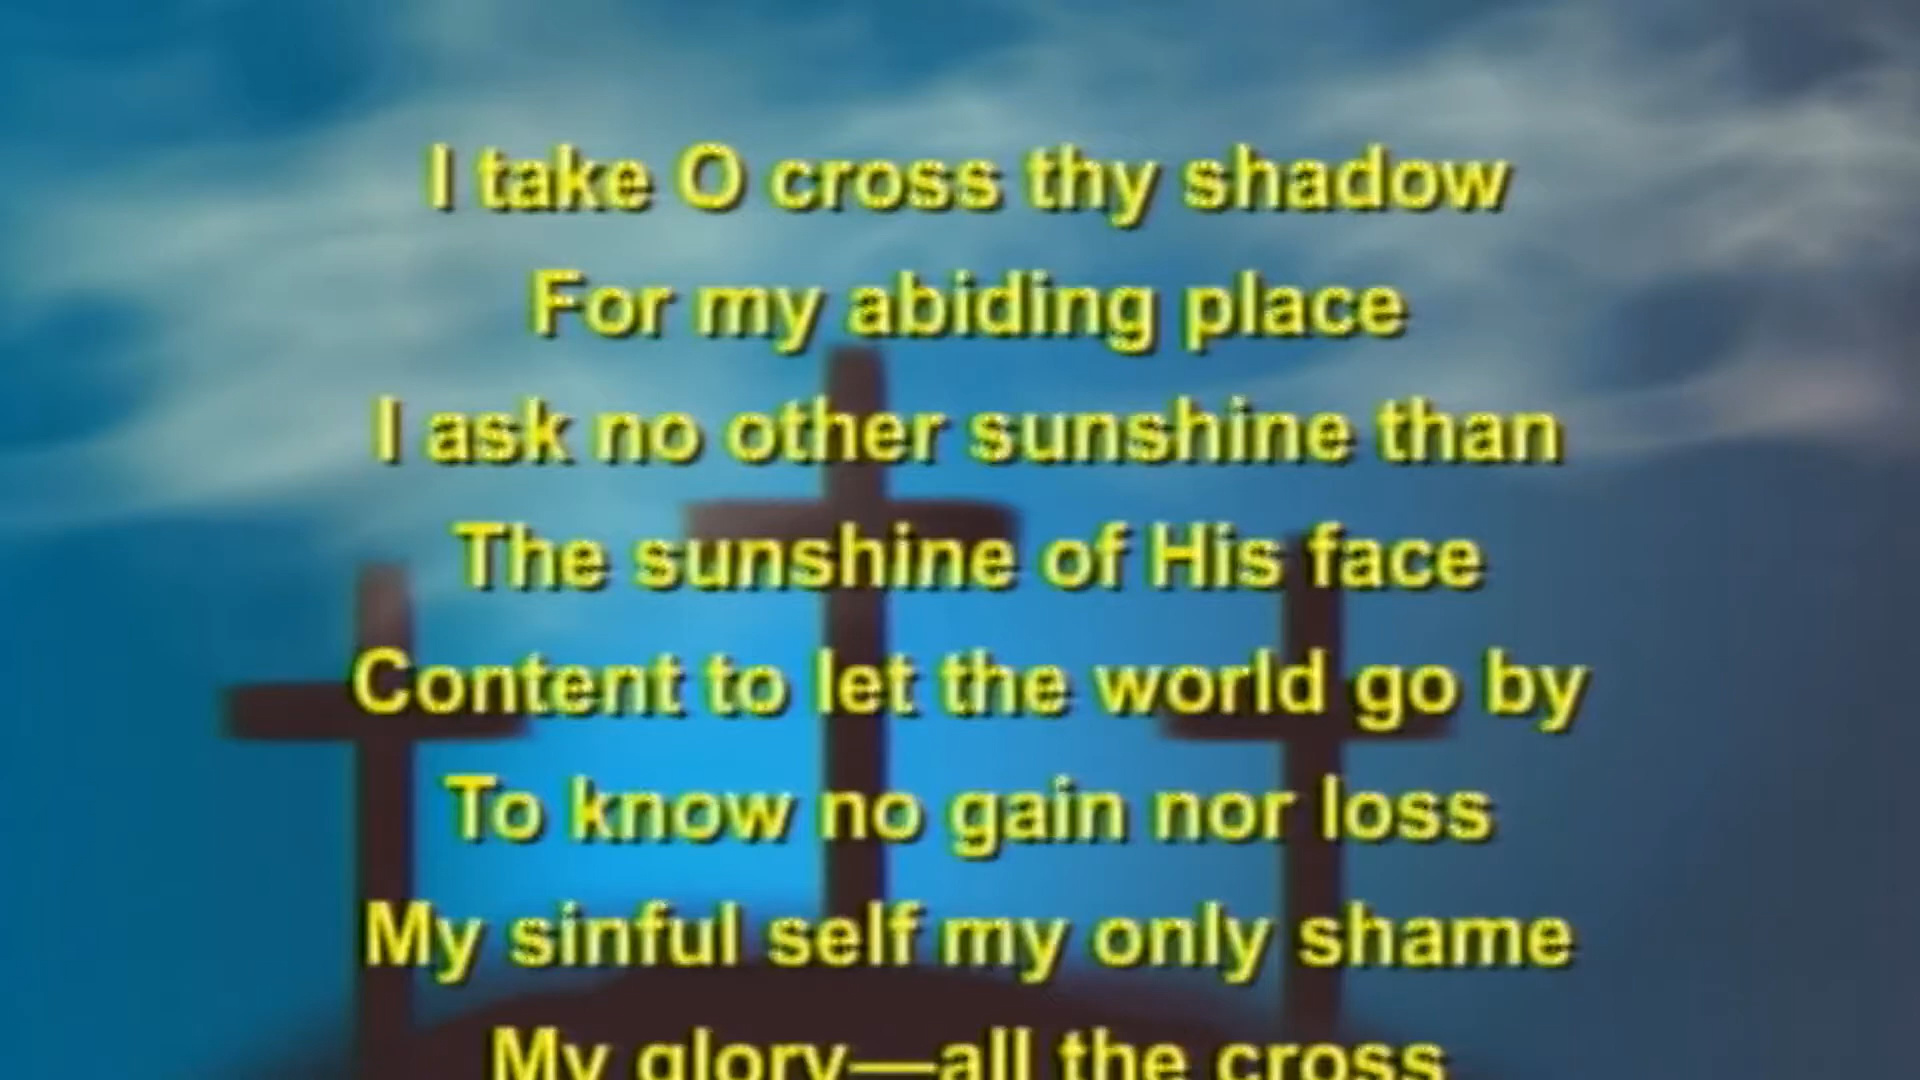 I take O cross thy shadow
For my abiding place
I ask no other sunshine than
The sunshine of His face
Content to let the world go by
To know no gain nor loss
My sinful self my only shame
My glory—all the cross